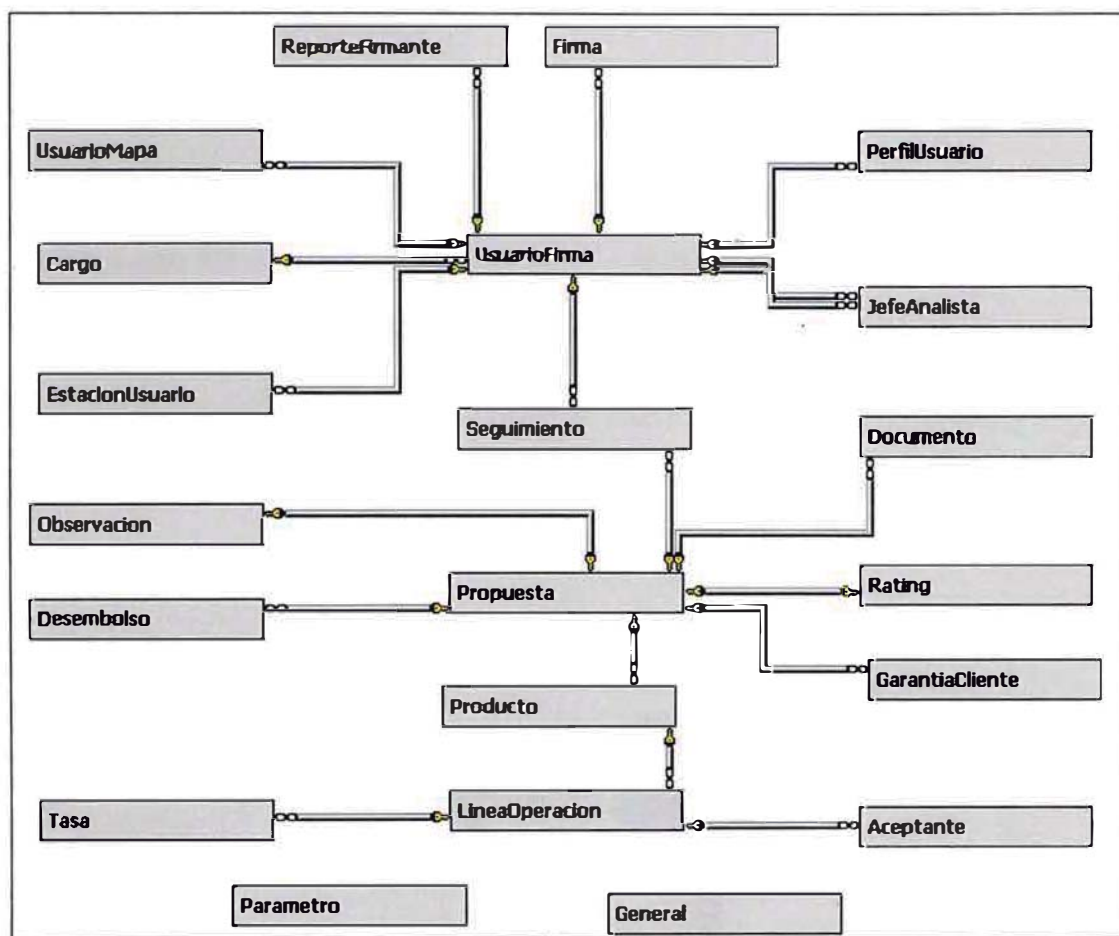 ReporteFirmante
Firma
UsuarioMapa
PerfilUsuario
Cargo
UsuarioFirma
JefeAnalista
EstacionUsuario
Seguimiento
Documento
Observacion
Propuesta
Rating
Desembolso
GarantiaCliente
Producto
Tasa
LineaOperacion
Aceptante
Parametro
General